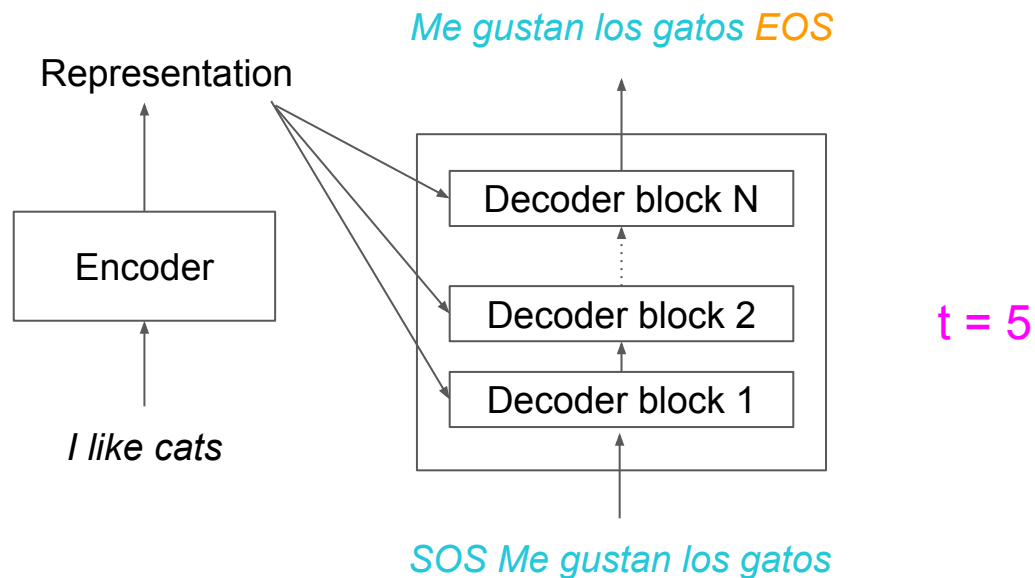 Me gustan los gatos EOS
Representation
Decoder block N
Encoder
Decoder block 2
t = 5
Decoder block 1
I like cats
SOS Me gustan los gatos